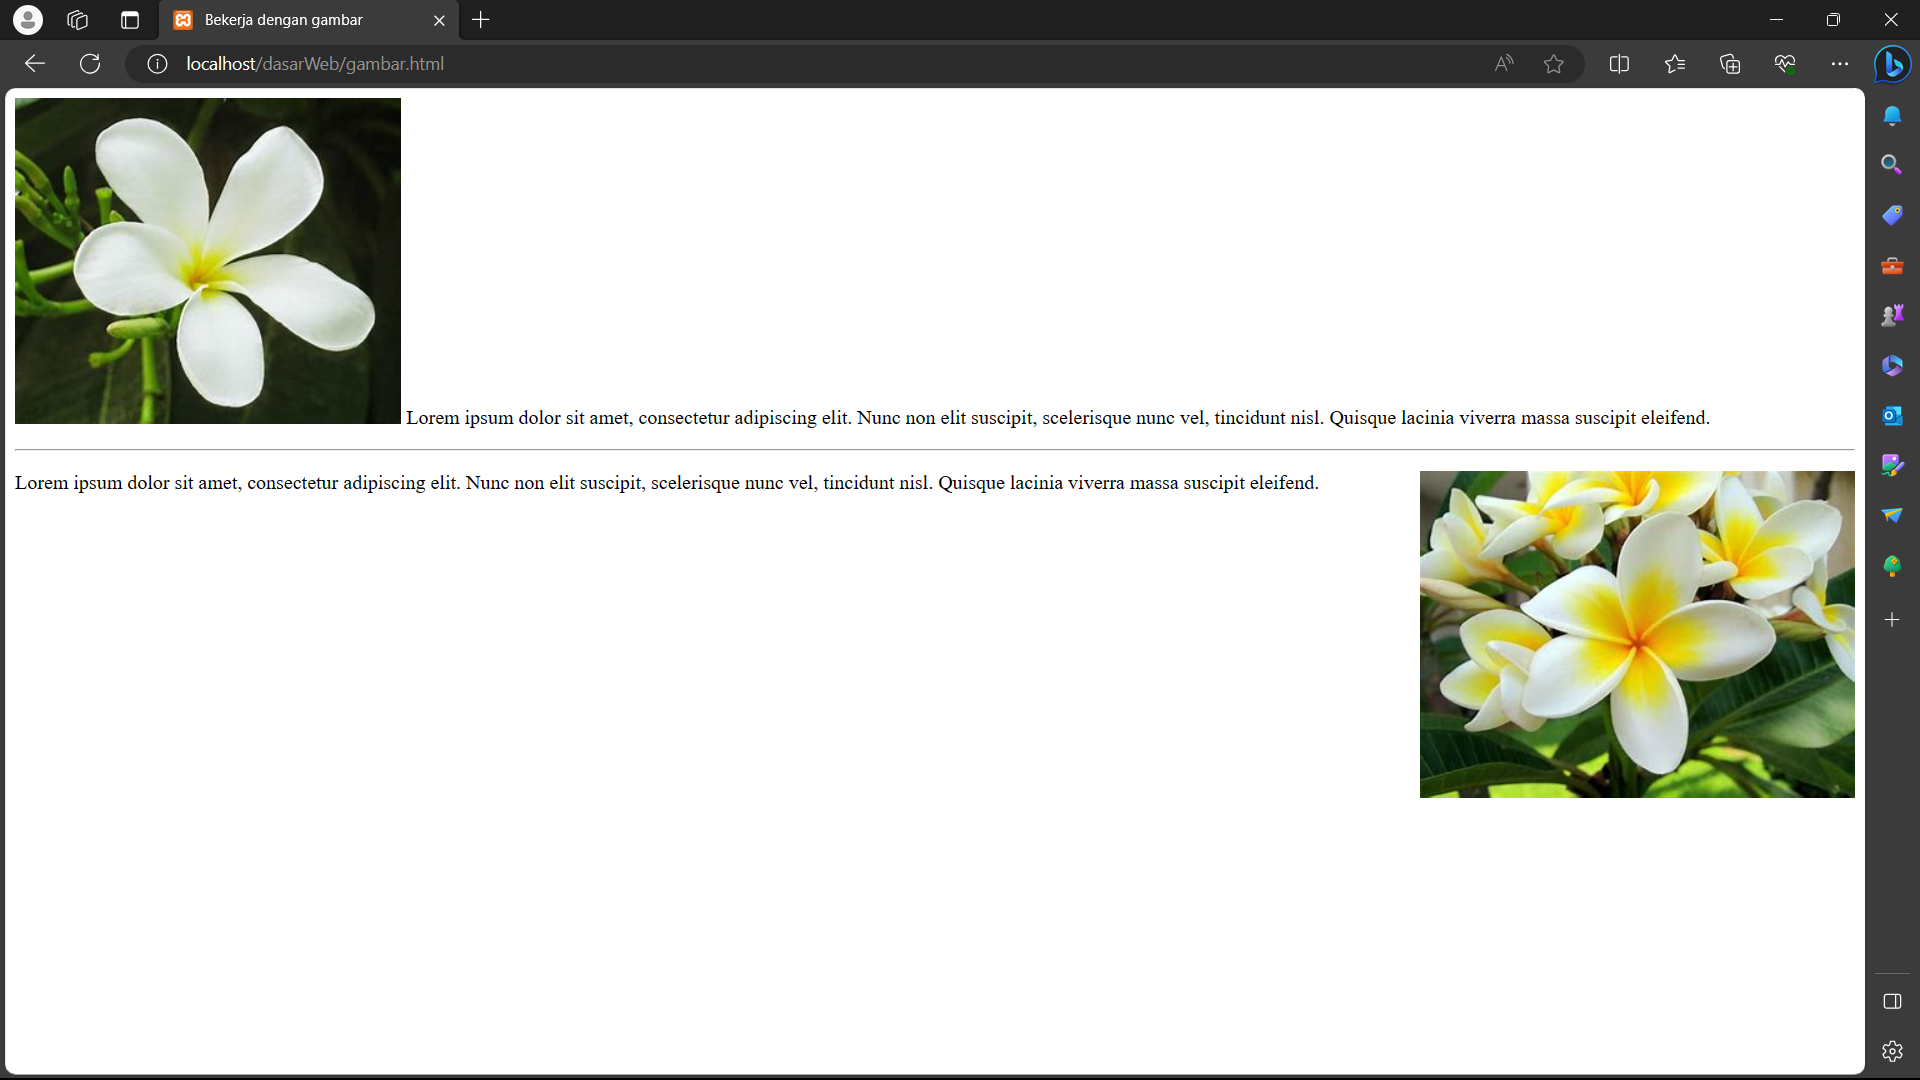 Bekerja dengan gambar
localhost/dasarWeb/gambar.html
Lorem ipsum dolor sit amet, consectetur adipiscing elit. Nunc non elit suscipit, scelerisque nunc vel, tincidunt nisl. Quisque lacinia viverra massa suscipit eleifend.
Lorem ipsum dolor sit amet, consectetur adipiscing elit. Nunc non elit suscipit, scelerisque nunc vel, tincidunt nisl. Quisque lacinia viverra massa suscipit eleifend.